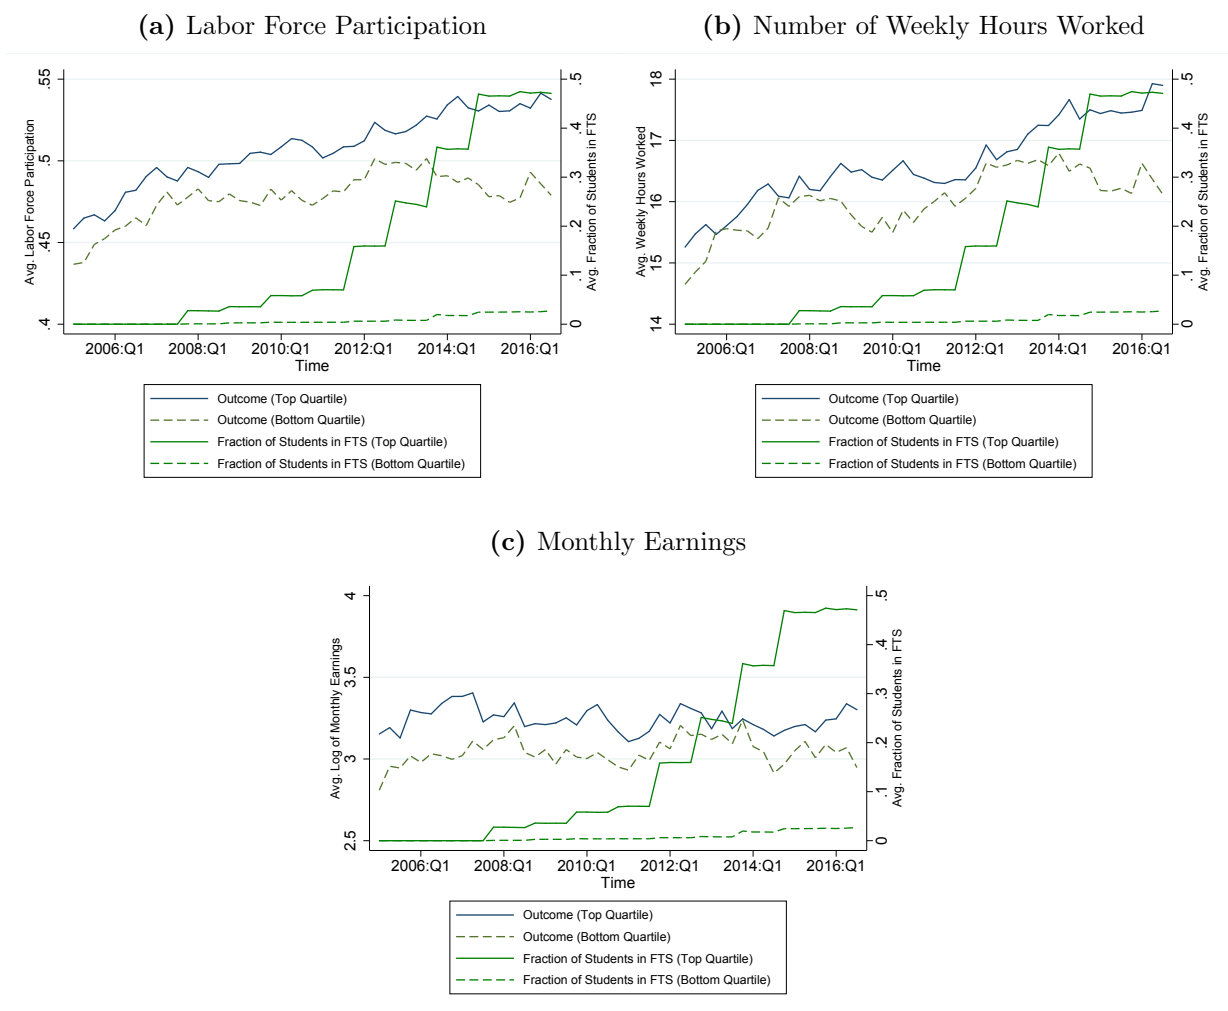 (a) Labor Force Participation
.55
.5
.45
.4
Avg. Labor Force Participation
.5
.4
.3
.2
.1
0
Avg. Fraction of Students in FTS
2006:Q1 2008:Q1 2010:Q1 2012:Q1 2014:Q1 2016:Q1
Time
Outcome (Top Quartile)
Outcome (Bottom Quartile)
Fraction of Students in FTS (Top Quartile)
Fraction of Students in FTS (Bottom Quartile)
(b) Number of Weekly Hours Worked
18
17
16
15
14
Avg. Weekly Hours Worked
.5
.4
.3
.2
.1
0
Avg. Fraction of Students in FTS
2006:Q1 2008:Q1 2010:Q1 2012:Q1 2014:Q1 2016:Q1
Time
Outcome (Top Quartile)
Outcome (Bottom Quartile)
Fraction of Students in FTS (Top Quartile)
Fraction of Students in FTS (Bottom Quartile)
(c) Monthly Earnings
4
3.5
3
2.5
Avg. Log of Monthly Earnings
.5
.4
.3
.2
.1
0
Avg. Fraction of Students in FTS
2006:Q1 2008:Q1 2010:Q1 2012:Q1 2014:Q1 2016:Q1
Time
Outcome (Top Quartile)
Outcome (Bottom Quartile)
Fraction of Students in FTS (Top Quartile)
Fraction of Students in FTS (Bottom Quartile)